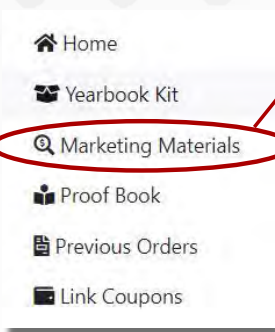 Home
Yearbook Kit
Marketing Materials
Proof Book
Previous Orders
Link Coupons